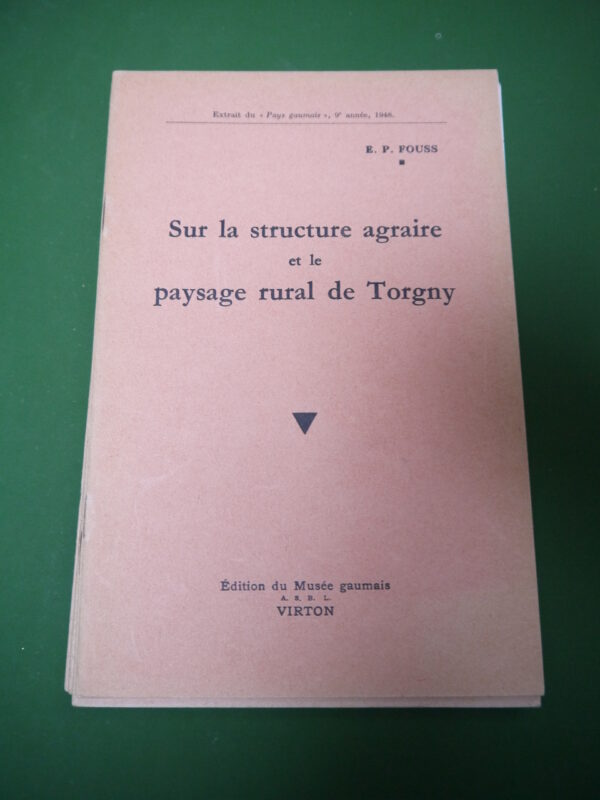 Extrait du « Pays gaumais », 9e année, 1948.
E. P. FOUSS
Sur la structure agraire
et le
paysage rural de Torgny
Édition du Musée gaumais
A. S. B. L.
VIRTON